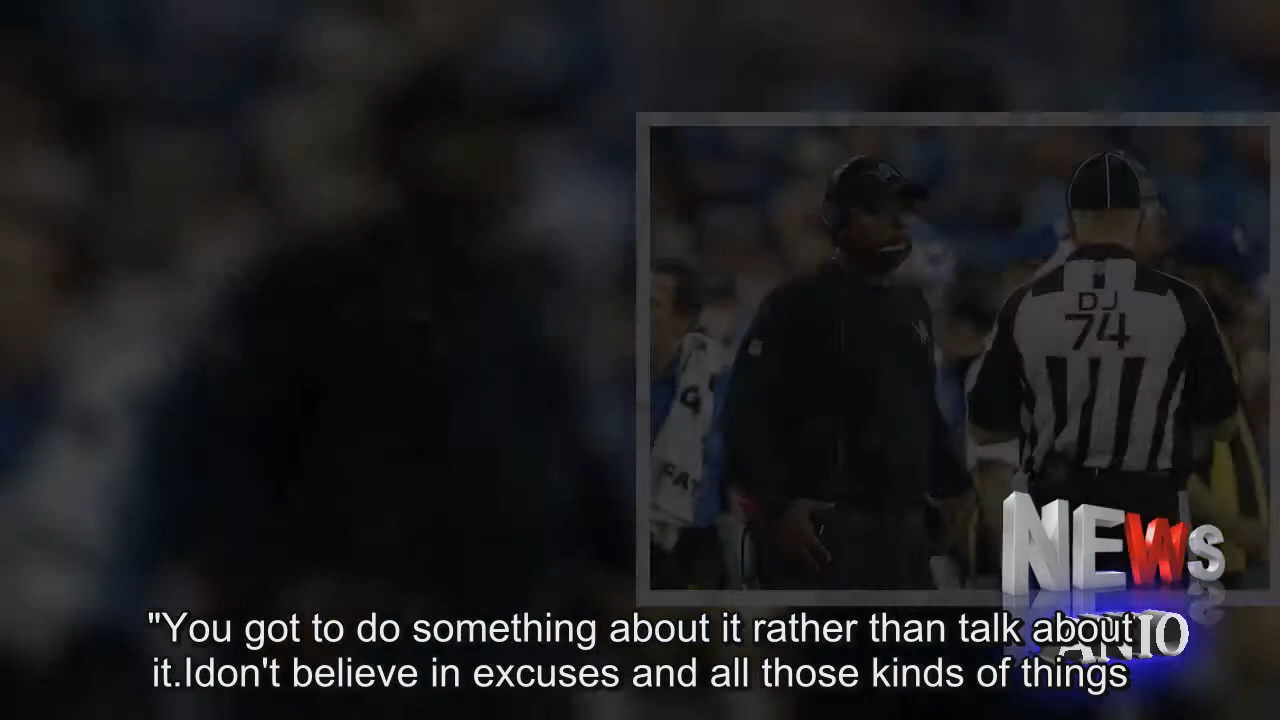 DJ
74
NEWS
"You got to do something about it rather than talk about
it.Idon't believe in excuses and all those kinds of things